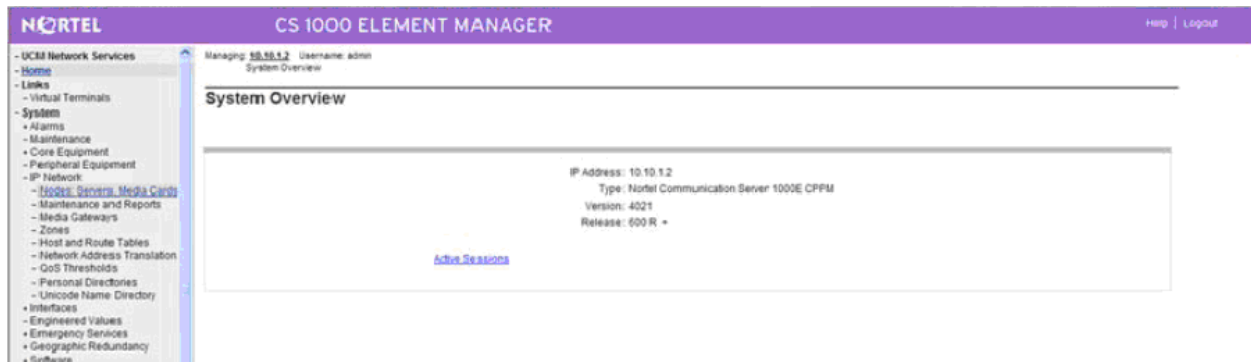 NORTEL
CS 1000 ELEMENT MANAGER
Help | Logout
- UCM Network Services
- Home
- Links
- Virtual Terminals
- System
+ Alarms
- Maintenance
+ Core Equipment
- Peripheral Equipment
- IP Network
- Nodes: Servers, Media Cards
- Maintenance and Reports
- Media Gateways
- Zones
- Host and Route Tables
- Network Address Translation
- QoS Thresholds
- Personal Directories
- Unicode Name Directory
+ Interfaces
- Engineered Values
+ Emergency Services
+ Geographic Redundancy
+ Software
Managing: 10.10.1.2 Username: admin
System Overview
System Overview
IP Address: 10.10.1.2
Type: Nortel Communication Server 1000E CPPM
Version: 4021
Release: 600 R +
Active Sessions